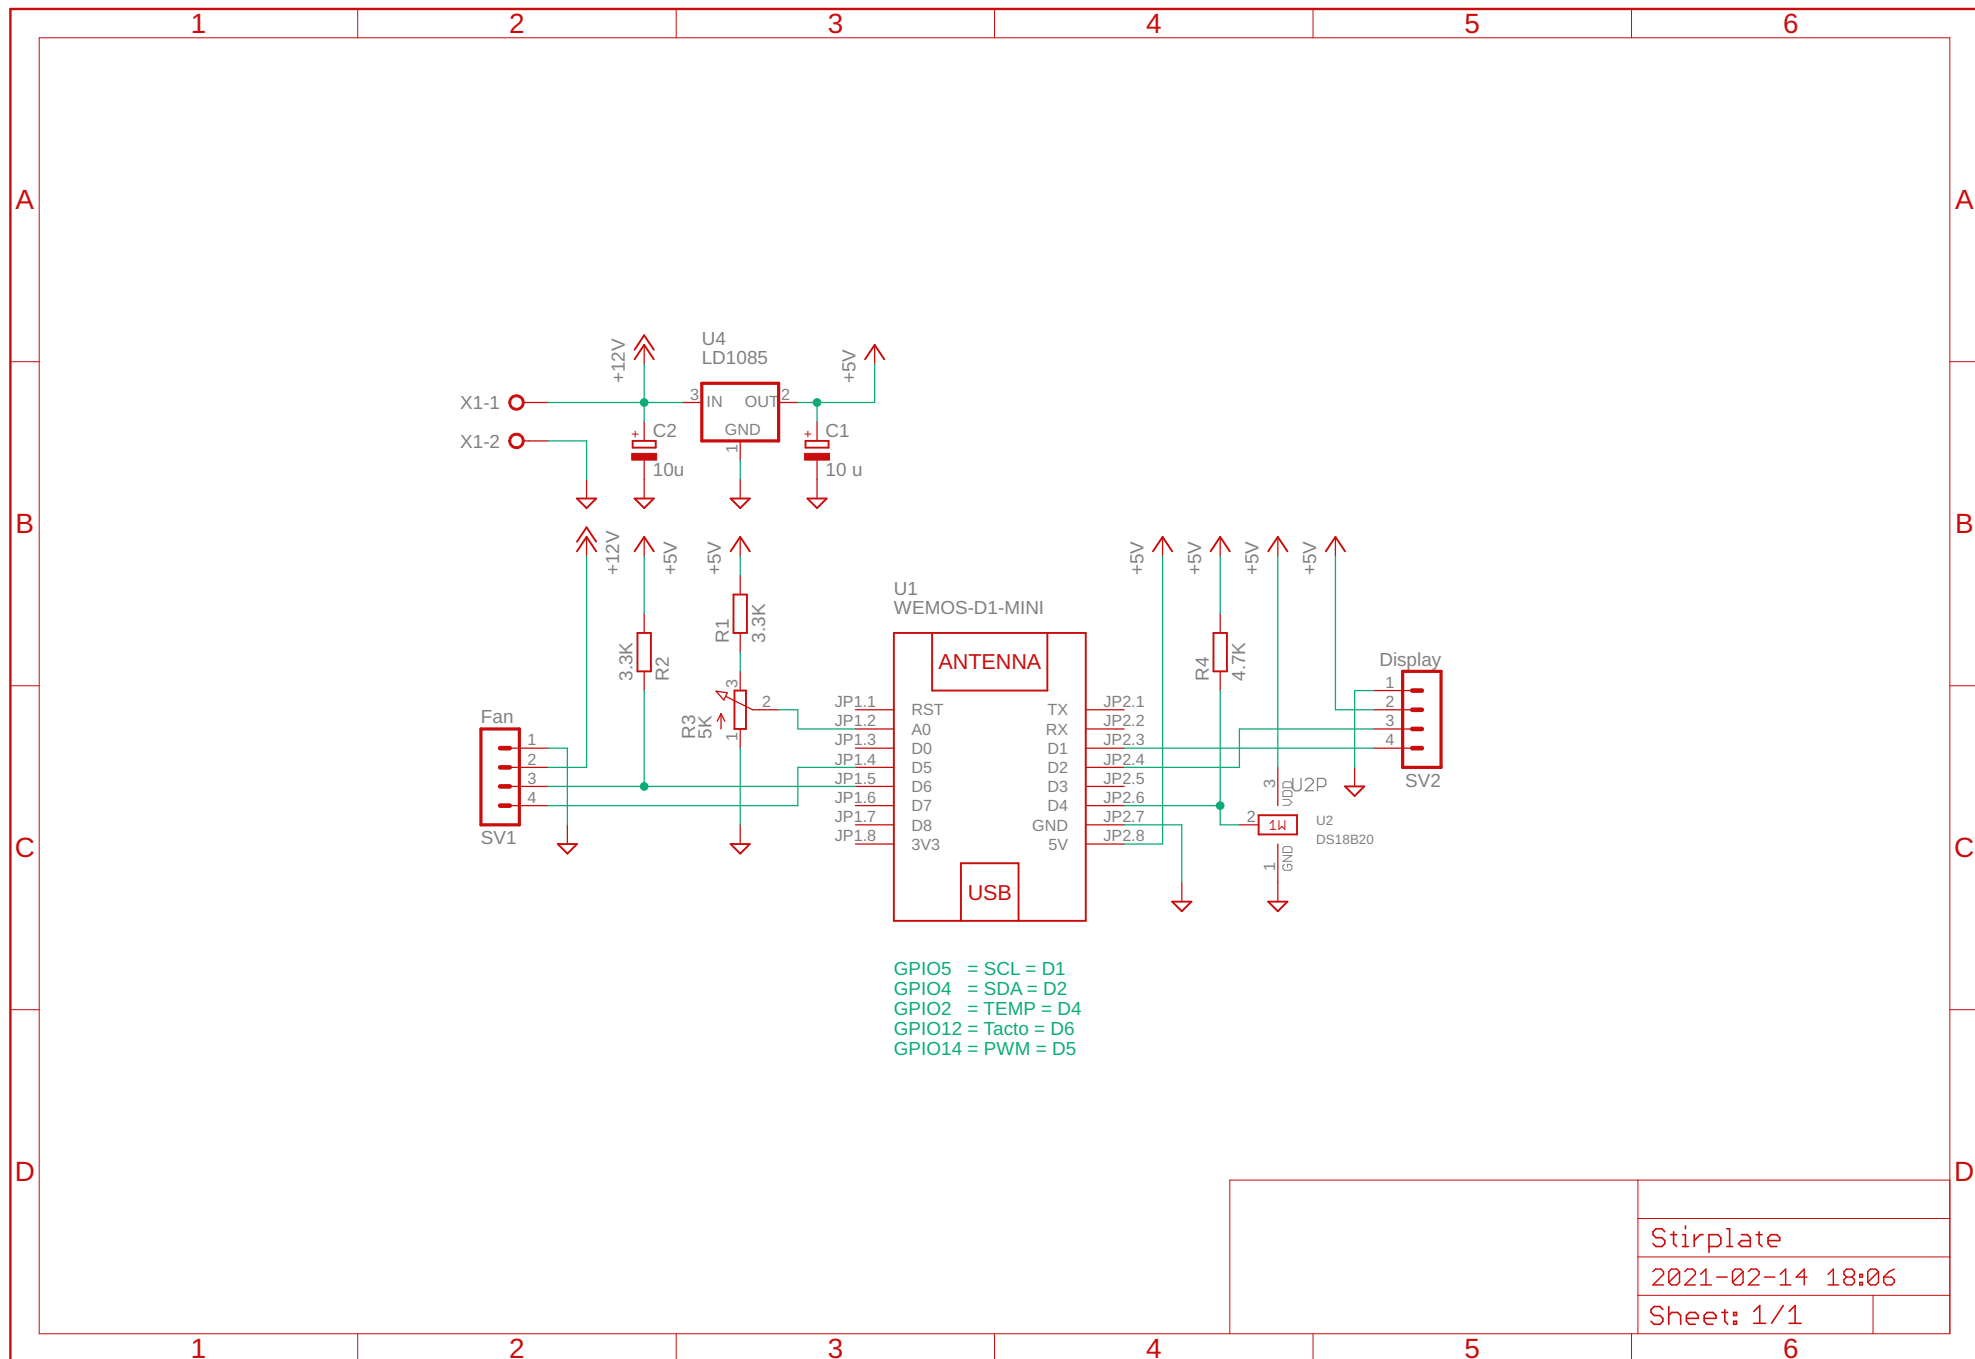 1 2 3 4 5 6
A A
U4
LD1085
+12V +5V
X1-1 3 IN OUT 2
GND
X1-2 + C2 1 + C1
10u 10 u
B B
+12V +5V +5V +5V +5V +5V +5V
U1
WEMOS-D1-MINI
R1 3.3K
3.3K R2
R4 4.7K
ANTENNA
Display
1
2
3
4
SV2
R3
5K
3
2
1
Fan
1
2
3
4
SV1
JP1.1 RST TX JP2.1
JP1.2 A0 RX JP2.2
JP1.3 D0 D1 JP2.3
JP1.4 D5 D2 JP2.4
JP1.5 D6 D3 JP2.5
JP1.6 D7 D4 JP2.6
JP1.7 D8 GND JP2.7
JP1.8 3V3 5V JP2.8
3 VDD U2P
2 1W U2
DS18B20
1 GND
USB
C C
GPIO5 = SCL = D1
GPIO4 = SDA = D2
GPIO2 = TEMP = D4
GPIO12 = Tacto = D6
GPIO14 = PWM = D5
D D
Stirplate
2021-02-14 18:06
Sheet: 1/1
1 2 3 4 5 6